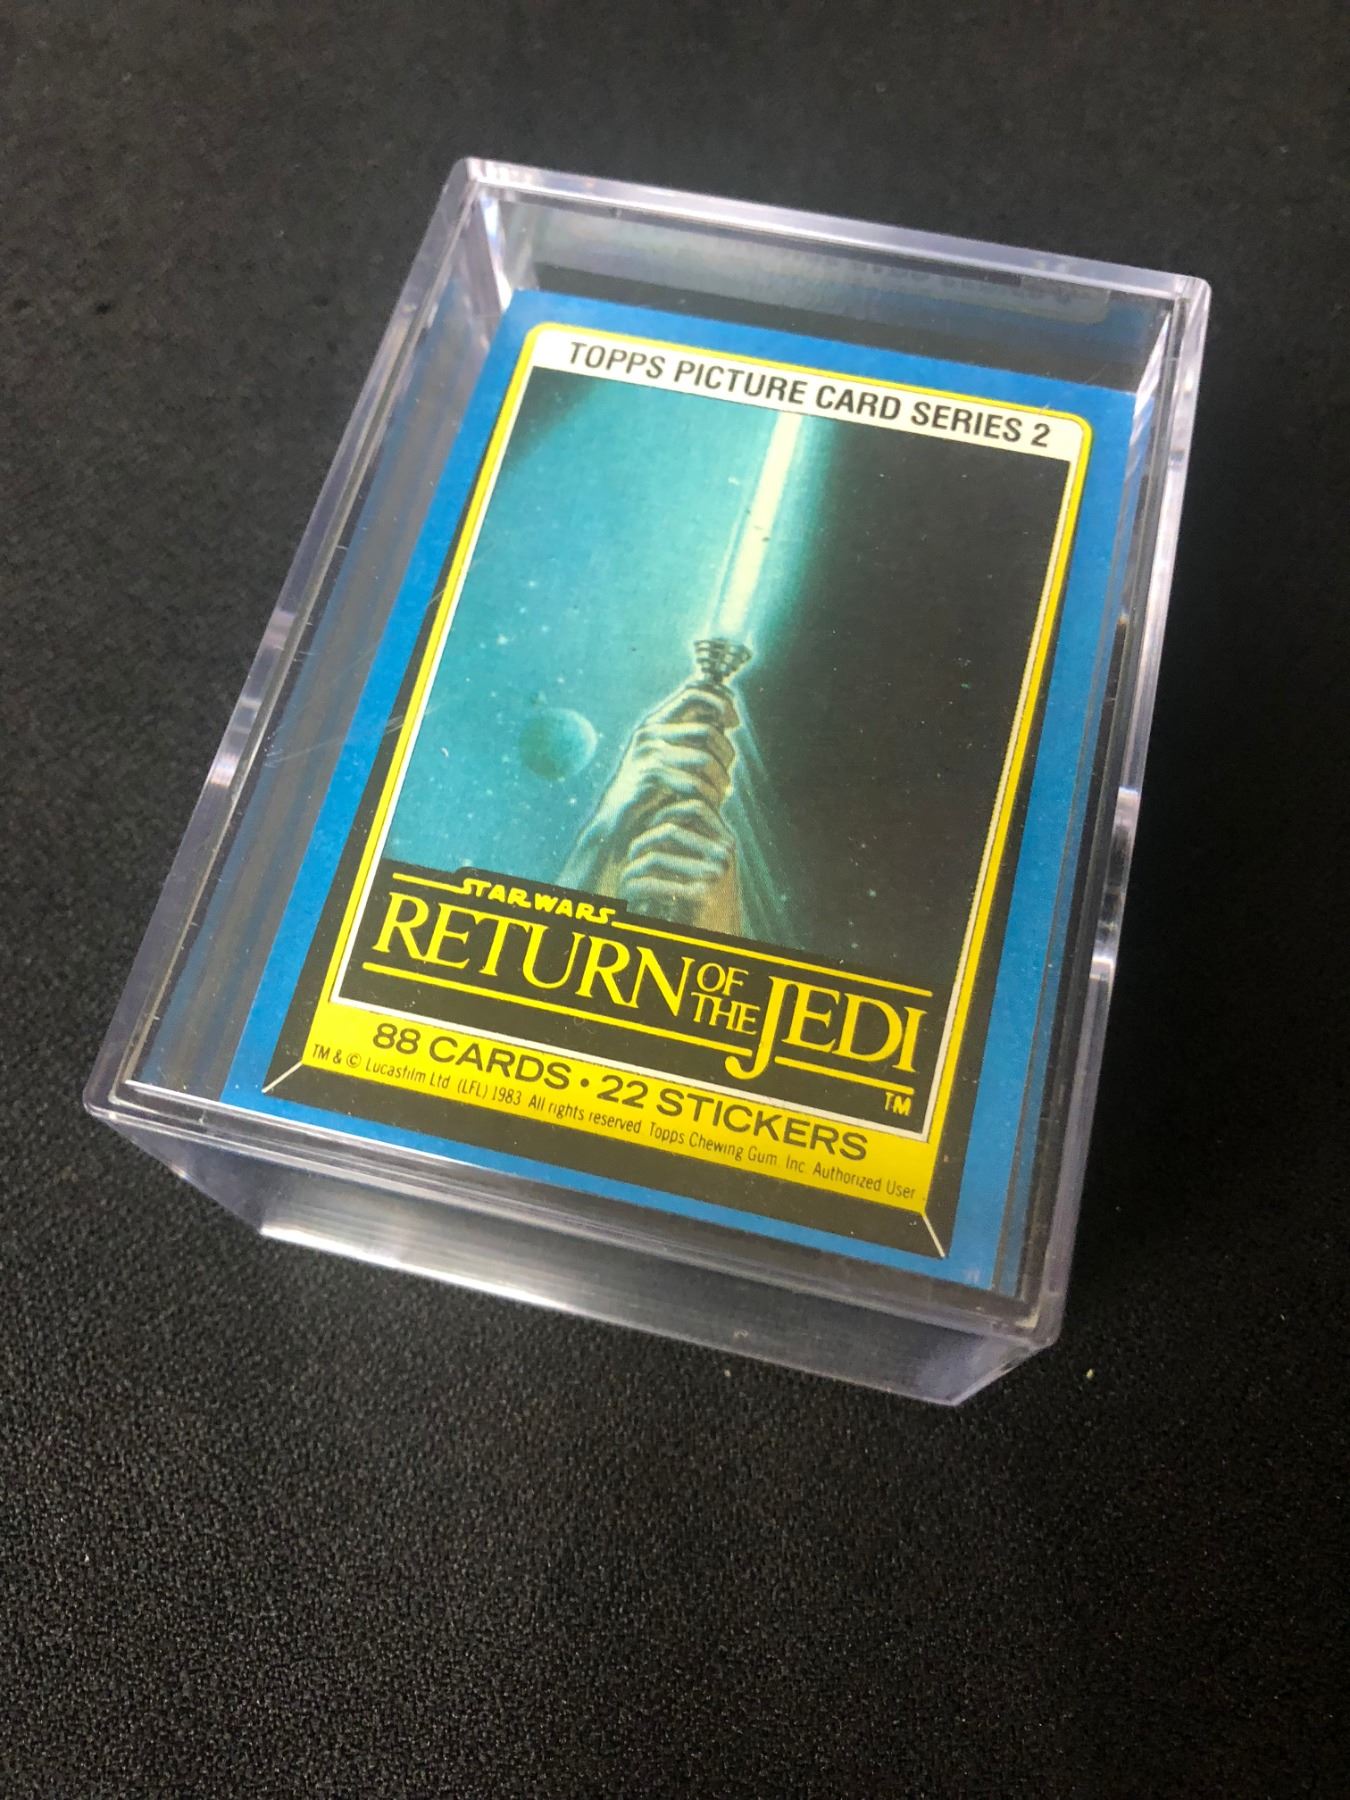 TOPPS PICTURE CARD SERIES 2
STAR WARS
RETURN OF THE JEDI
TM
88 CARDS • 22 STICKERS
TM & © Lucasfilm Ltd (LFL) 1983 All rights reserved Topps Chewing Gum Inc Authorized User